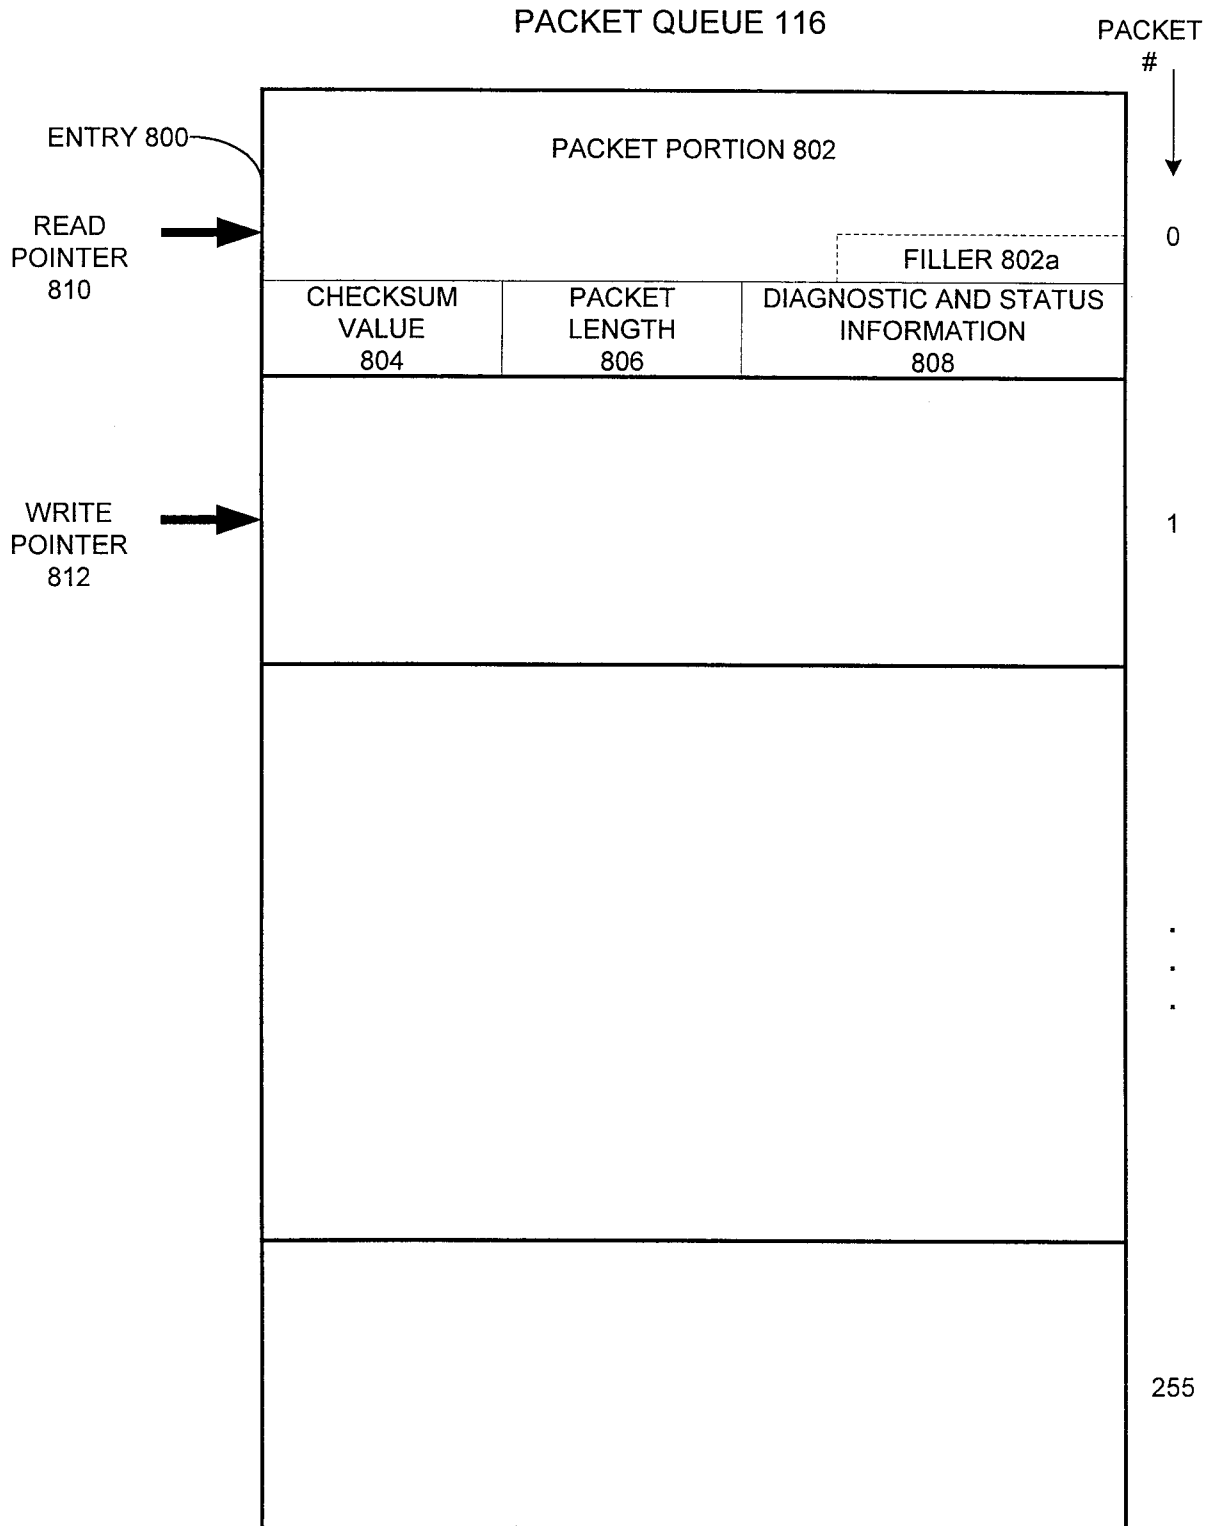 PACKET QUEUE 116
PACKET
#
ENTRY 800
PACKET PORTION 802
READ
POINTER
810
0
FILLER 802a
CHECKSUM
VALUE
804
PACKET
LENGTH
806
DIAGNOSTIC AND STATUS
INFORMATION
808
WRITE
POINTER
812
1
.
.
.
255